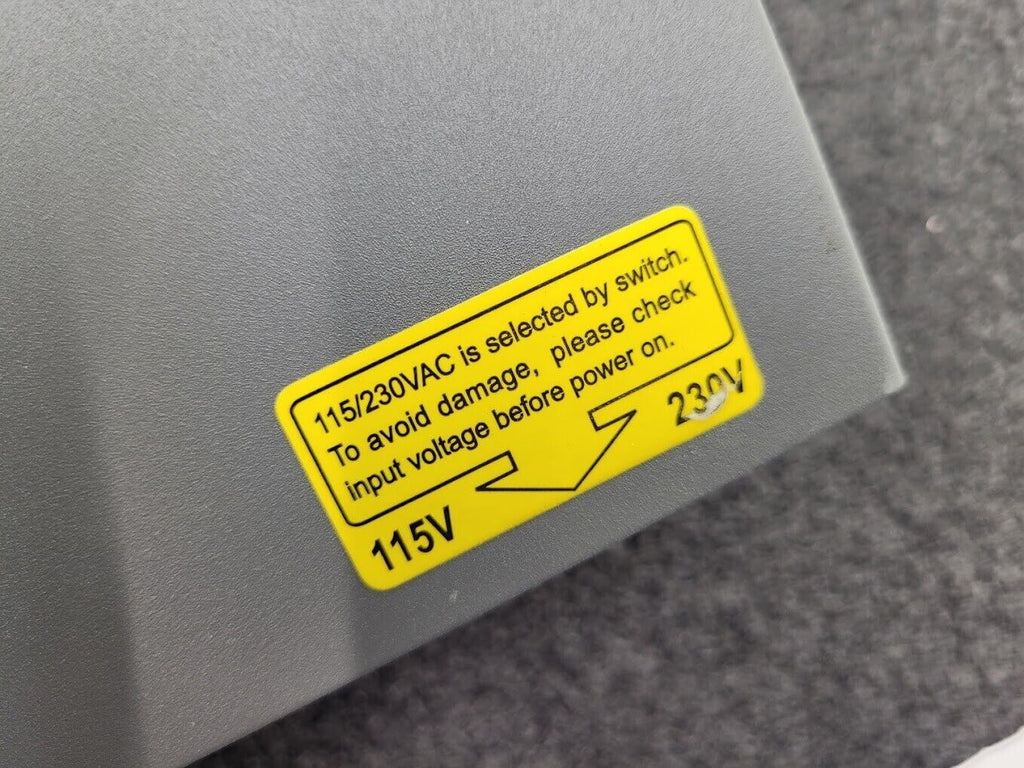 115/230VAC is selected by switch.
To avoid damage, please check
input voltage before power on.
115V
230V